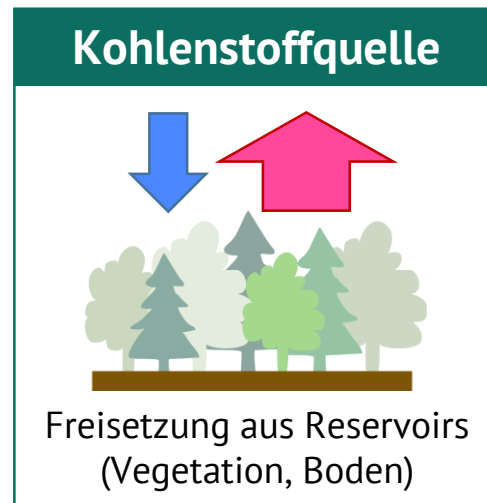 Kohlenstoffquelle
Freisetzung aus Reservoirs
(Vegetation, Boden)